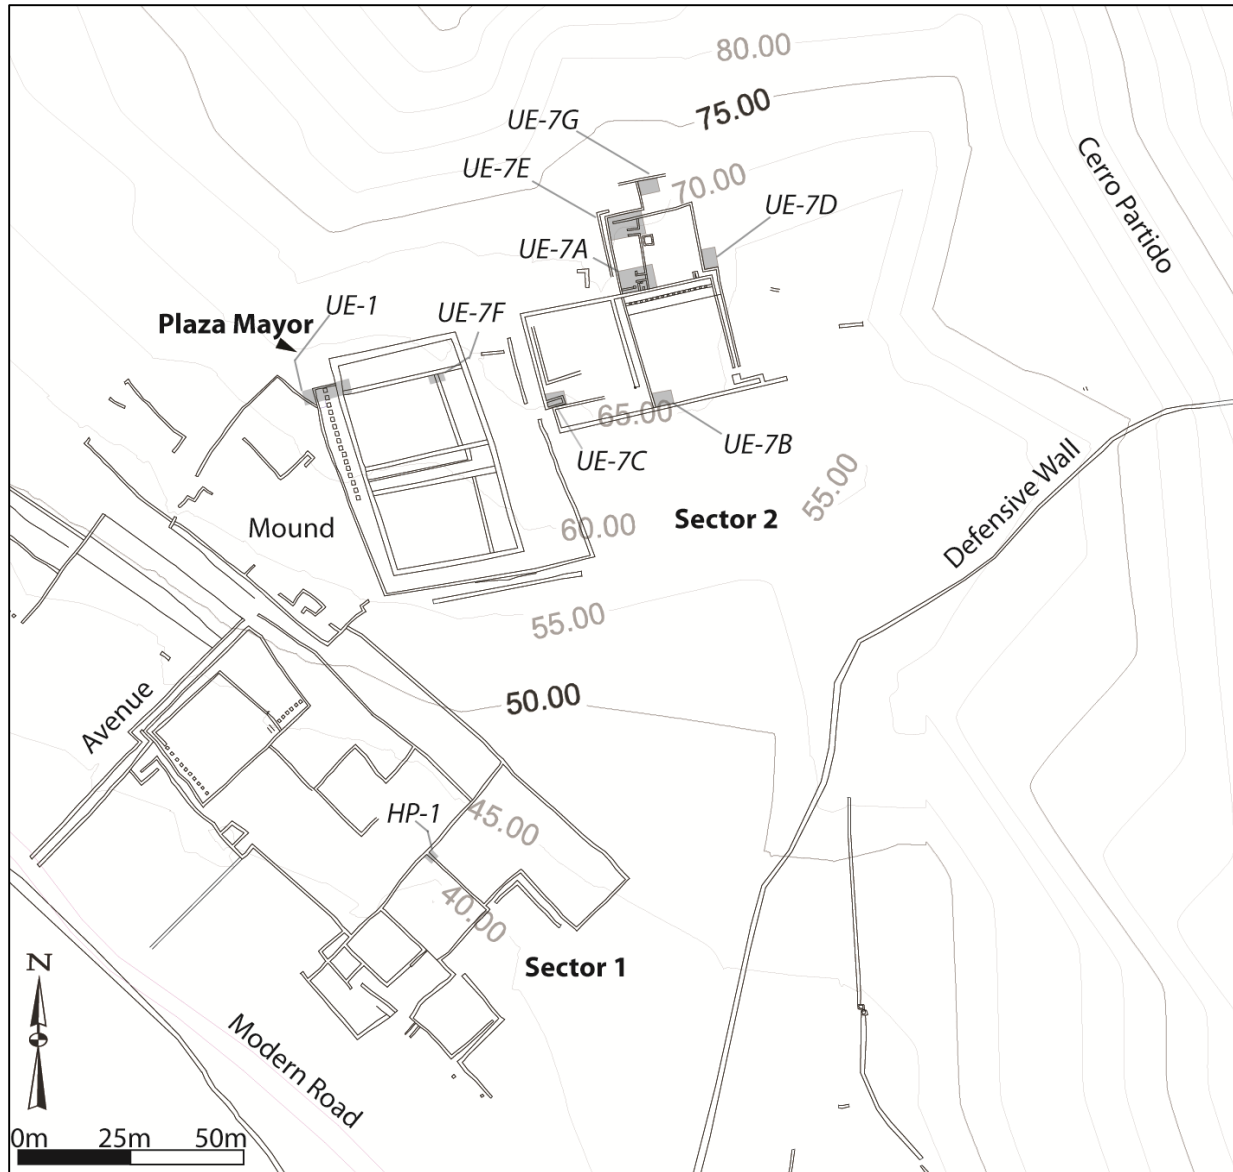 80.00
75.00
UE-7G
UE-7E
70.00
UE-7D
Cerro Partido
UE-7A
UE-1
UE-7F
Plaza Mayor
65.00
UE-7C
UE-7B
55.00
Defensive Wall
Mound
60.00
Sector 2
55.00
50.00
Avenue
HP-1
45.00
40.00
Sector 1
N
Modern Road
0m 25m 50m